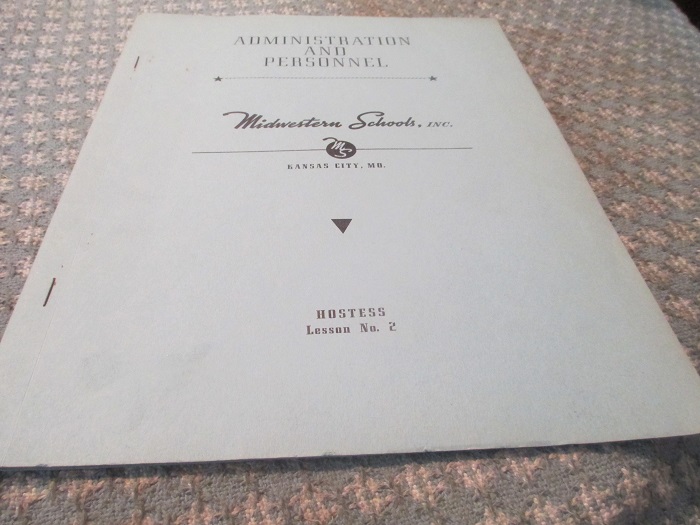 ADMINISTRATION
AND
PERSONNEL
Midwestern Schools, INC.
MS
KANSAS CITY, MO.
HOSTESS
Lesson No. 2